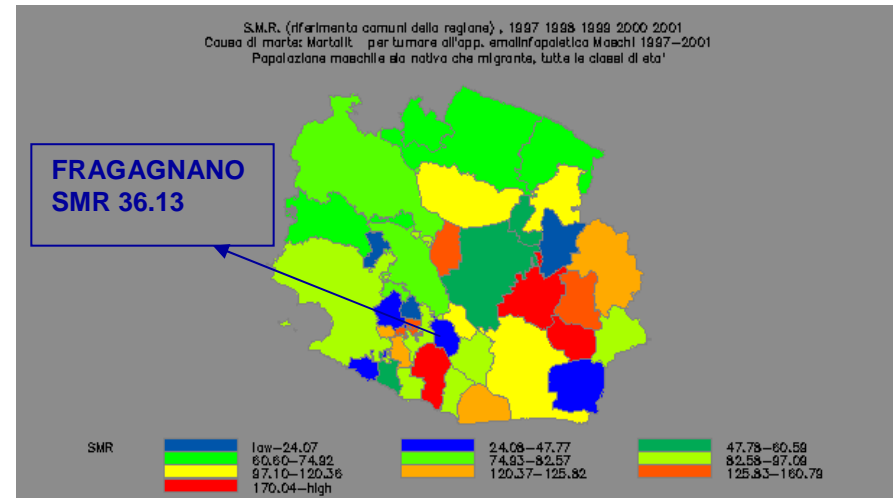 S.M.R. (riferimento comuni della regione) , 1997 1998 1999 2000 2001
Causa di morte: Mortalit per tumore all'app. emolinfopoietico Maschi 1997–2001
Popolazione maschile sia nativa che migrante, tutte le classi di eta'
FRAGAGNANO
SMR 36.13
SMR
low–24.07 24.08–47.77 47.78–60.59
60.60–74.92 74.93–82.57 82.58–97.09
97.10–120.36 120.37–125.82 125.83–160.79
170.04–high